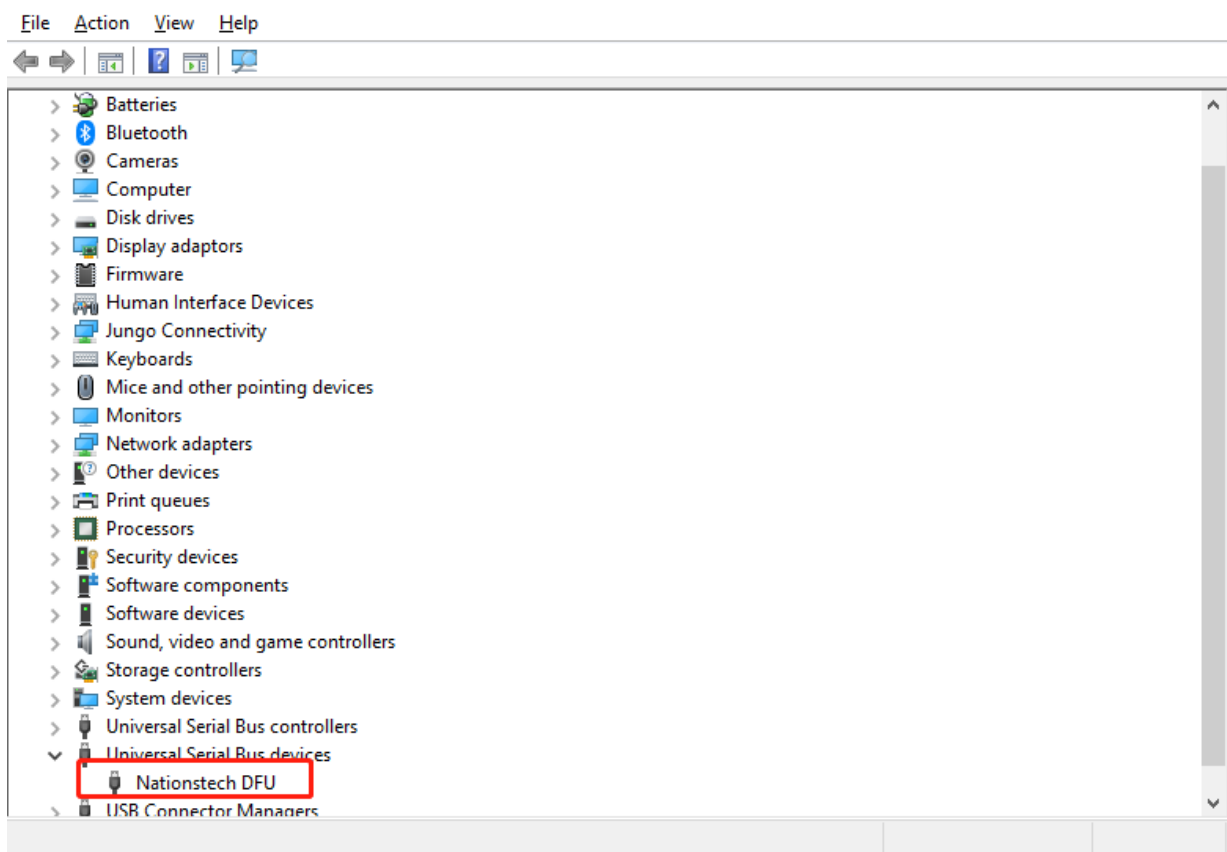 File Action View Help
Batteries
Bluetooth
Cameras
Computer
Disk drives
Display adaptors
Firmware
Human Interface Devices
Jungo Connectivity
Keyboards
Mice and other pointing devices
Monitors
Network adapters
Other devices
Print queues
Processors
Security devices
Software components
Software devices
Sound, video and game controllers
Storage controllers
System devices
Universal Serial Bus controllers
Universal Serial Bus devices
Nationstech DFU
USB Connector Managers